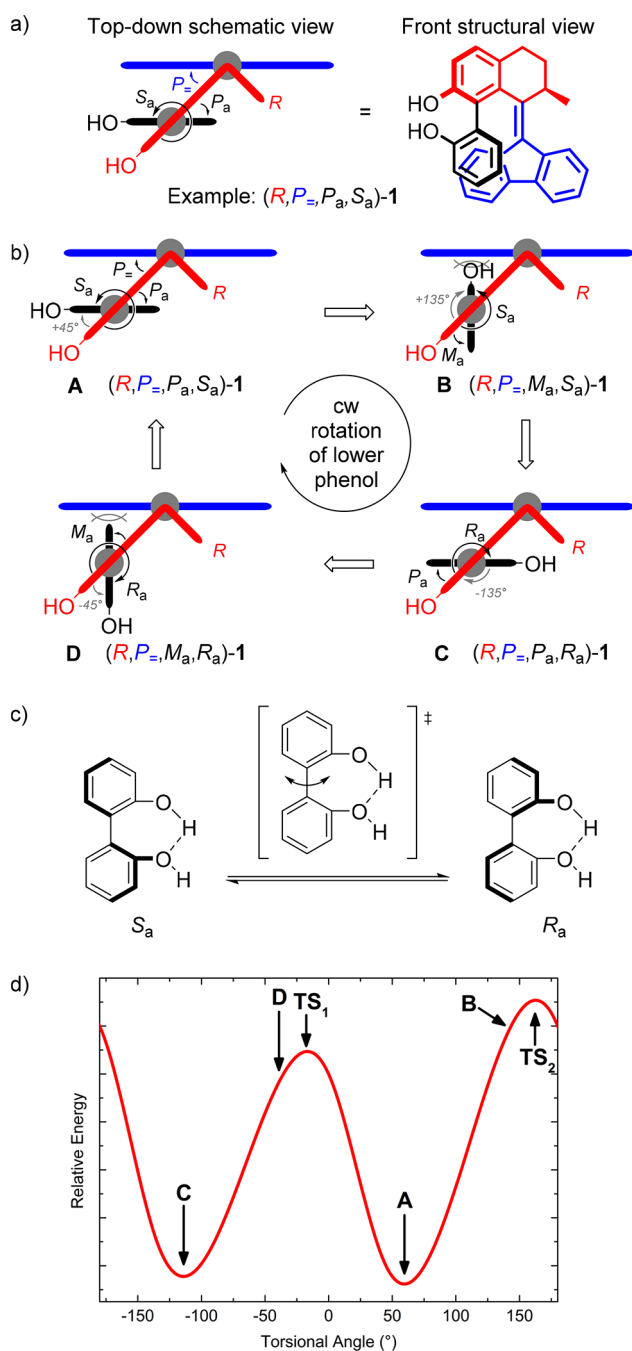 a)
Top-down schematic view
Front structural view
P=
Sa
Pa
R
HO
HO
=
HO
HO
Example: (R,P=,Pa,Sa)-1
b)
P=
Sa
Pa
R
HO
+45°
HO
A (R,P=,Pa,Sa)-1
OH
+135°
Sa
R
Ma
HO
B (R,P=,Ma,Sa)-1
cw
rotation
of lower
phenol
Ma
R
Ra
HO
-45°
OH
D (R,P=,Ma,Ra)-1
Ra
R
OH
Pa
HO
-135°
C (R,P=,Pa,Ra)-1
c)
‡
O
H
O
H
O
H
O
H
O
H
O
H
Sa
Ra
d)
D
TS1
B
TS2
C
A
Relative Energy
-150
-100
-50
0
50
100
150
Torsional Angle (°)